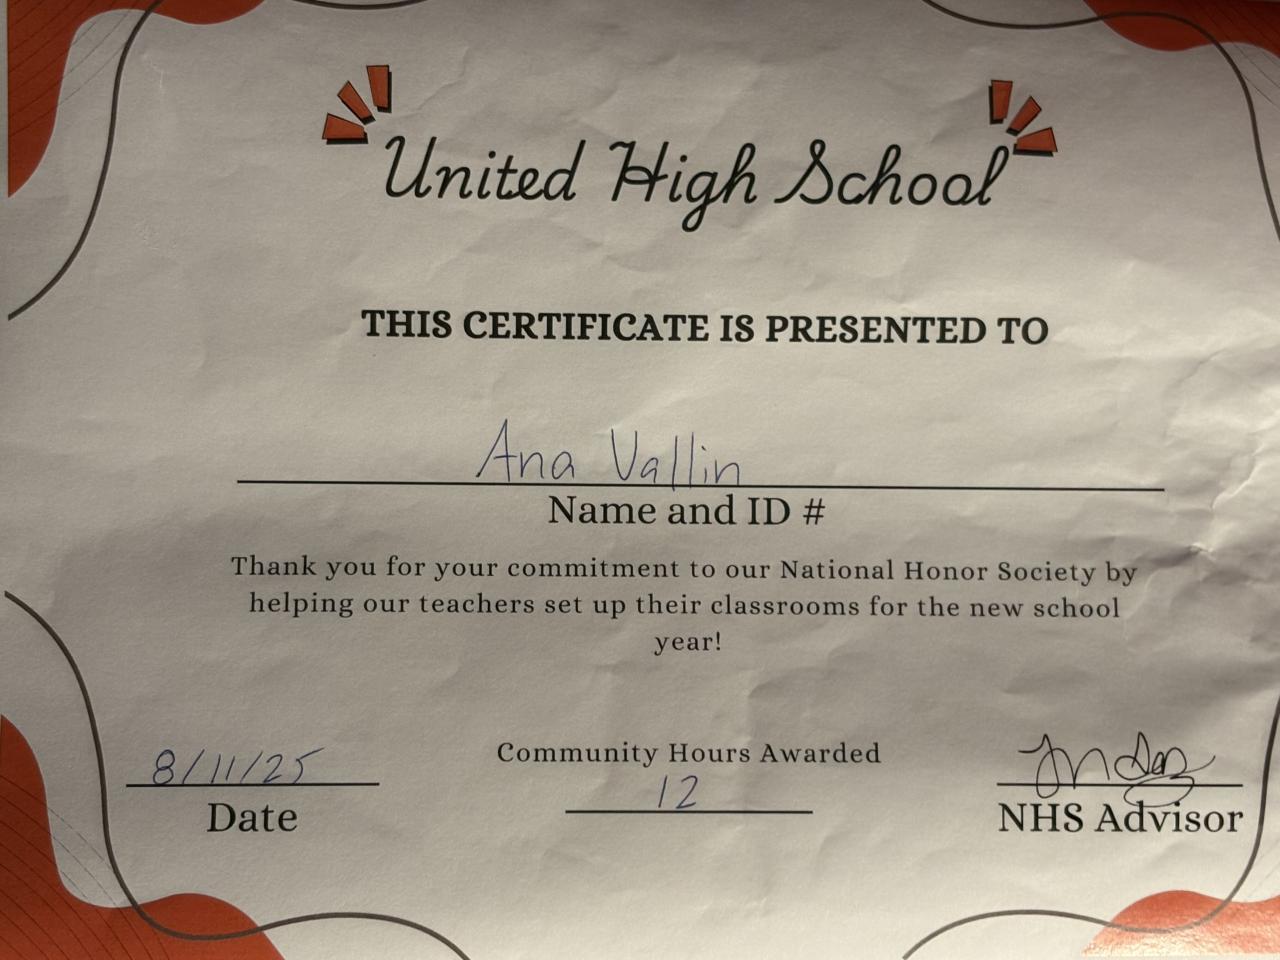 United High School
THIS CERTIFICATE IS PRESENTED TO
Ana Vallin
Name and ID #
Thank you for your commitment to our National Honor Society by
helping our teachers set up their classrooms for the new school
year!
8/11/25
Date
Community Hours Awarded
12
NHS Advisor